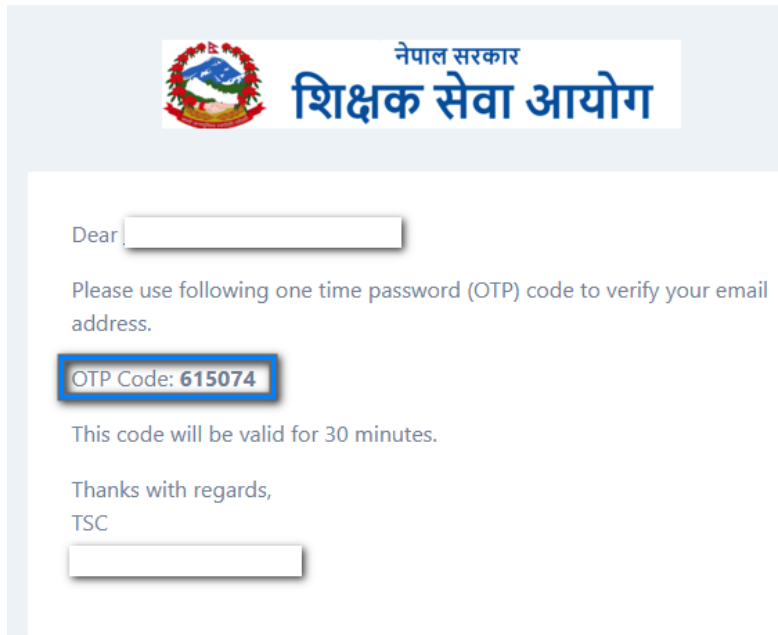 नेपाल सरकार
शिक्षक सेवा आयोग
Dear
Please use following one time password (OTP) code to verify your email
address.
OTP Code: 615074
This code will be valid for 30 minutes.
Thanks with regards,
TSC